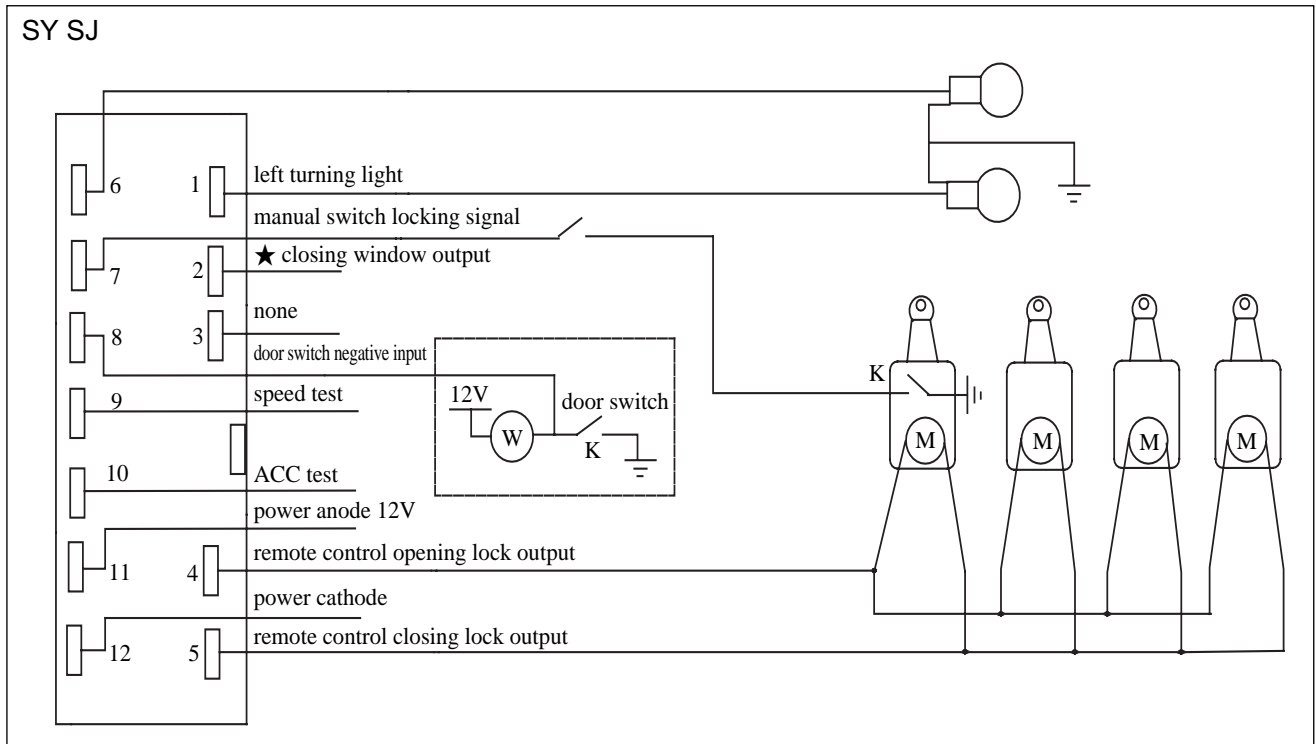 SY SJ
left turning light
6
1
manual switch locking signal
★ closing window output
7
2
none
8
3
door switch negative input
speed test
9
12V
door switch
W
K
K
M
M
M
M
10
ACC test
power anode 12V
remote control opening lock output
11
4
power cathode
remote control closing lock output
12
5